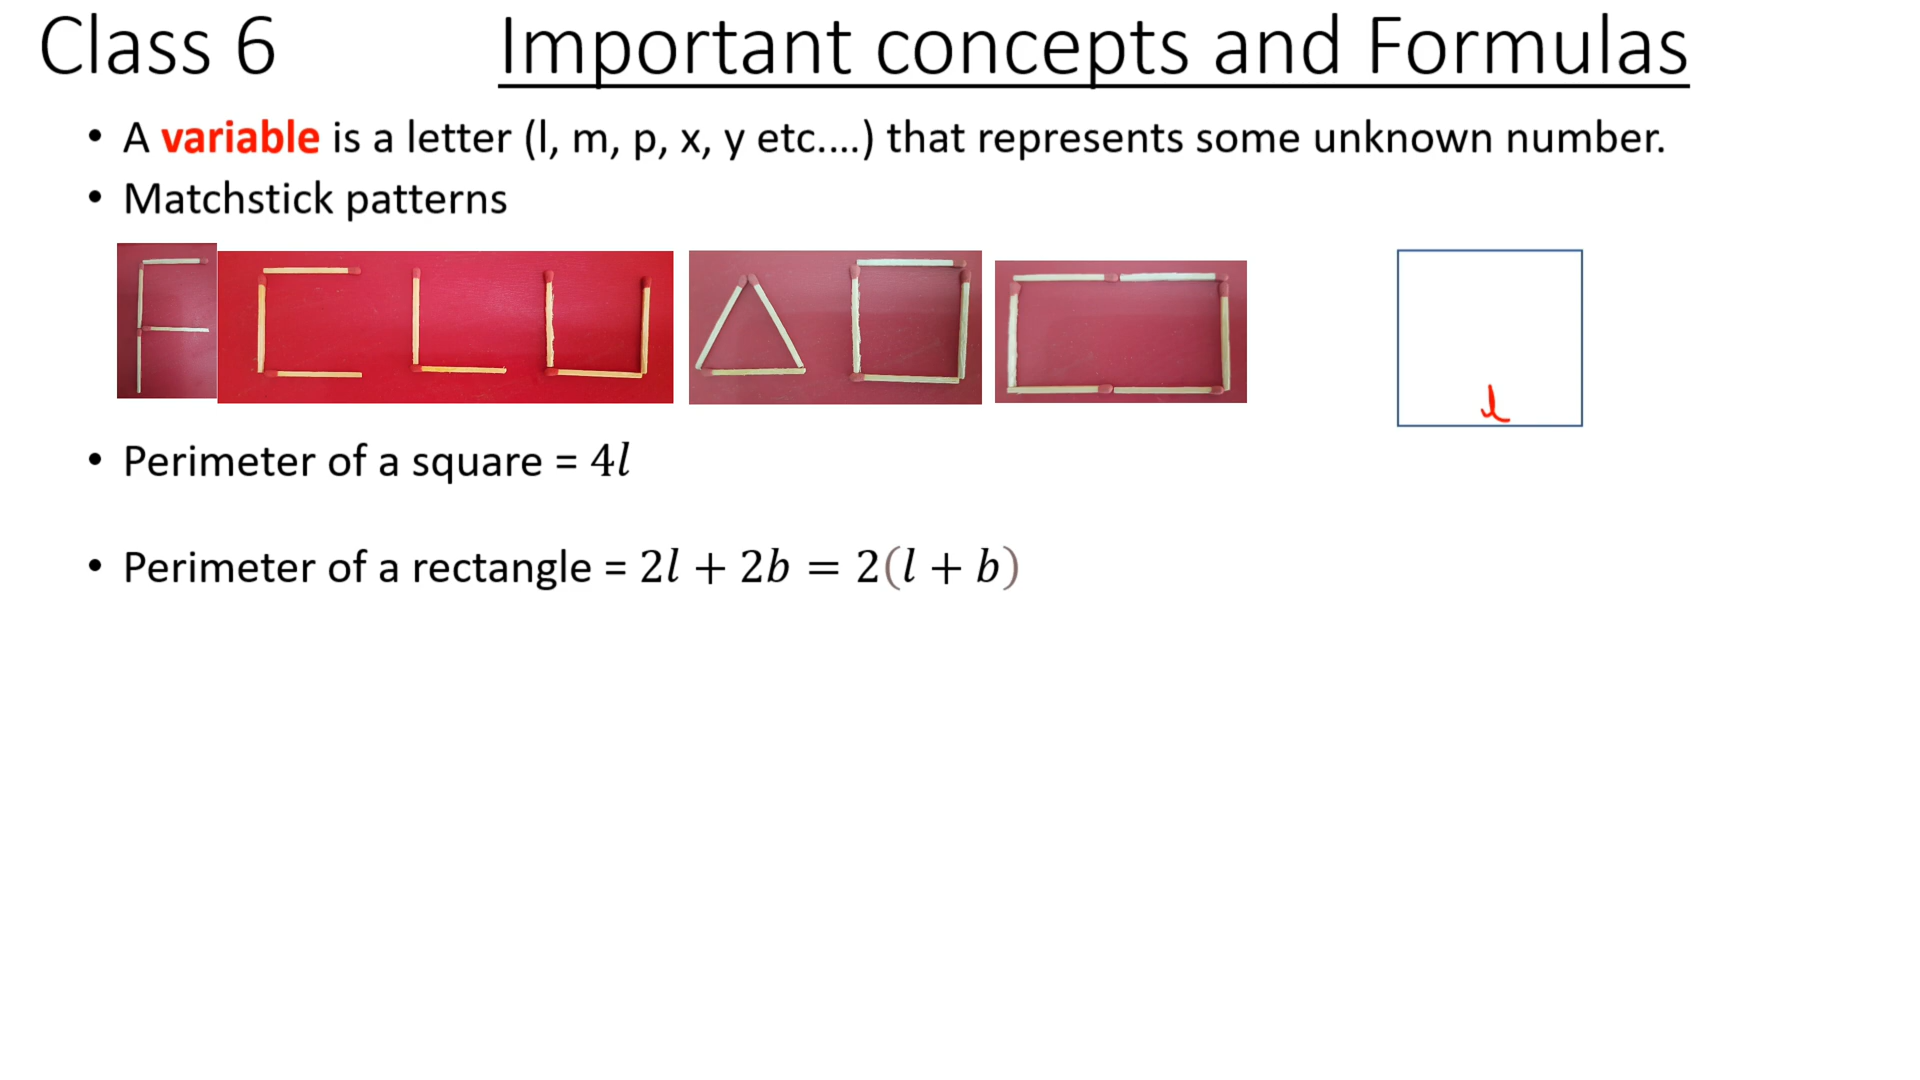 Class 6 Important concepts and Formulas
• A variable is a letter (l, m, p, x, y etc....) that represents some unknown number.
• Matchstick patterns
l
• Perimeter of a square = 4l
• Perimeter of a rectangle = 2l + 2b = 2(l + b)